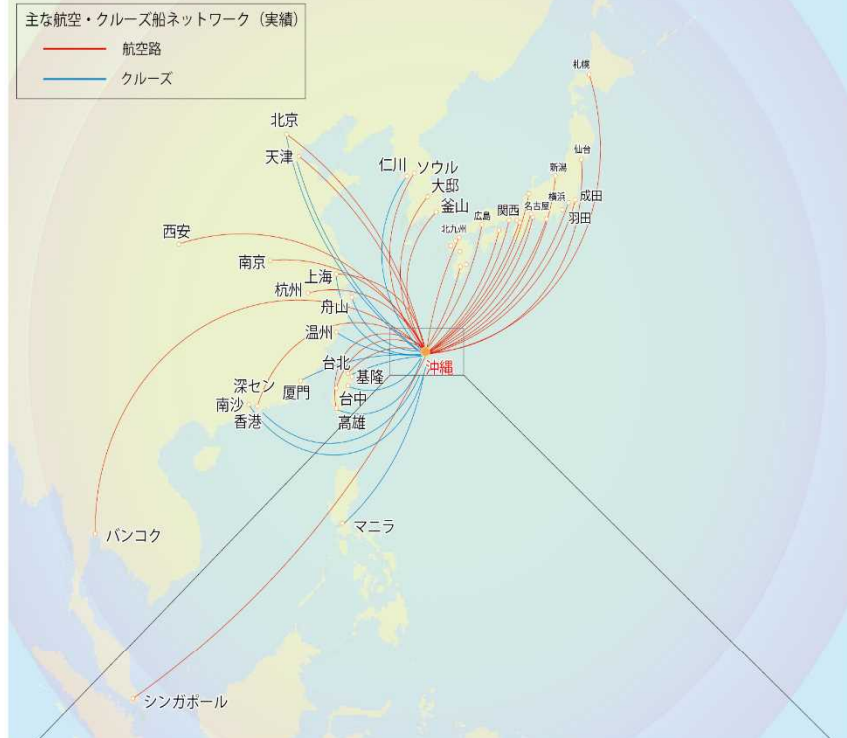 主な航空・クルーズ船ネットワーク（実績）
航空路
クルーズ
札幌
北京
天津
仁川
ソウル
仙台
大邸
新潟
釜山
横浜
成田
広島
関西
名古屋
羽田
西安
北九州
南京
上海
杭州
舟山
温州
台北
沖縄
基隆
深セン
厦門
台中
南沙
香港
高雄
マニラ
バンコク
シンガポール